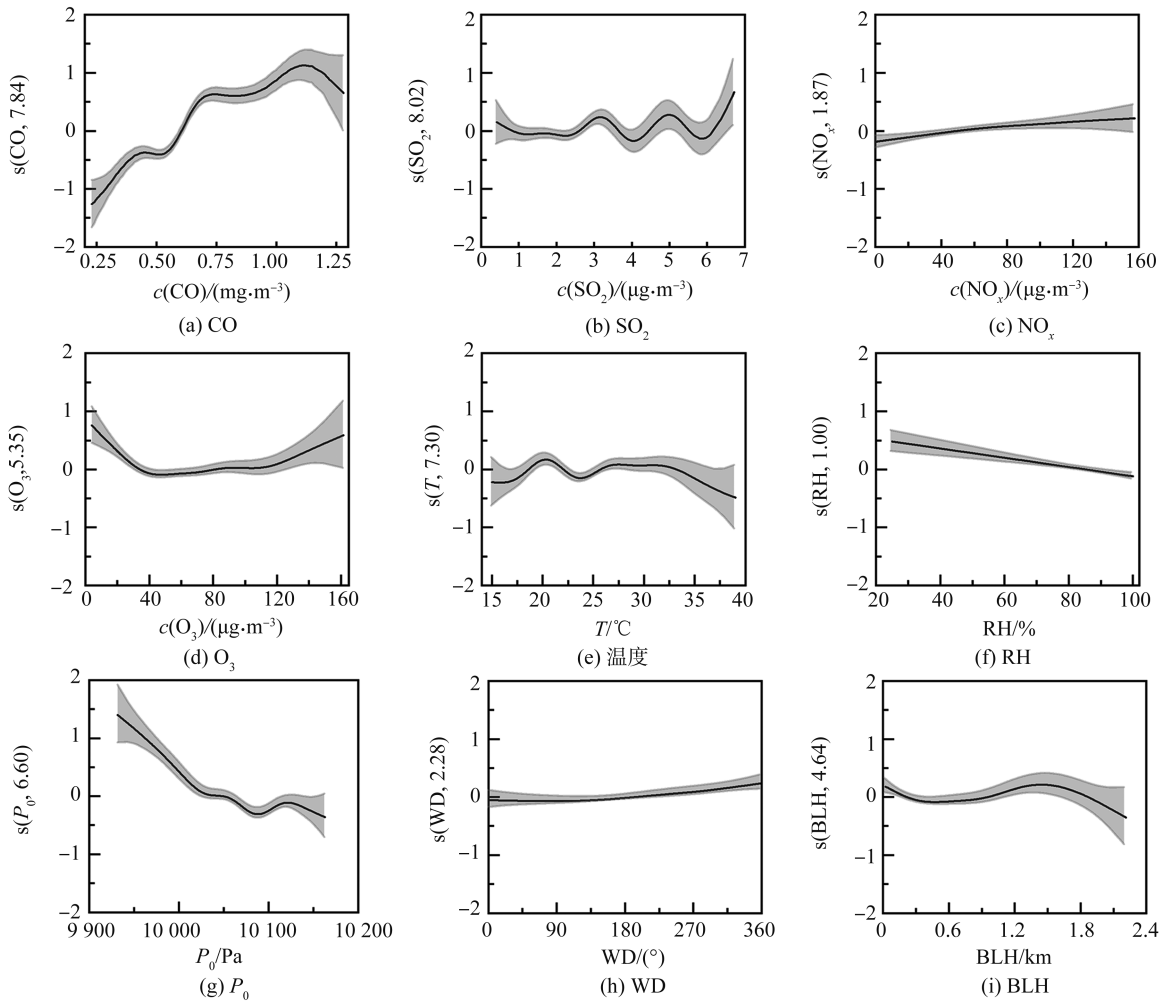 2
1
0
−1
−2
s(CO, 7.84)
0.25 0.50 0.75 1.00 1.25
c(CO)/(mg·m⁻³)
(a) CO
2
1
0
−1
−2
s(SO₂, 8.02)
0 1 2 3 4 5 6 7
c(SO₂)/(μg·m⁻³)
(b) SO₂
2
1
0
−1
−2
s(NOₓ, 1.87)
0 40 80 120 160
c(NOₓ)/(μg·m⁻³)
(c) NOₓ
2
1
0
−1
−2
s(O₃,5.35)
0 40 80 120 160
c(O₃)/(μg·m⁻³)
(d) O₃
2
1
0
−1
−2
s(T, 7.30)
15 20 25 30 35 40
T/℃
(e) 温度
2
1
0
−1
−2
s(RH, 1.00)
20 40 60 80 100
RH/%
(f) RH
2
1
0
−1
−2
s(P₀, 6.60)
9 900 10 000 10 100 10 200
P₀/Pa
(g) P₀
2
1
0
−1
−2
s(WD, 2.28)
0 90 180 270 360
WD/(°)
(h) WD
2
1
0
−1
−2
s(BLH, 4.64)
0 0.6 1.2 1.8 2.4
BLH/km
(i) BLH